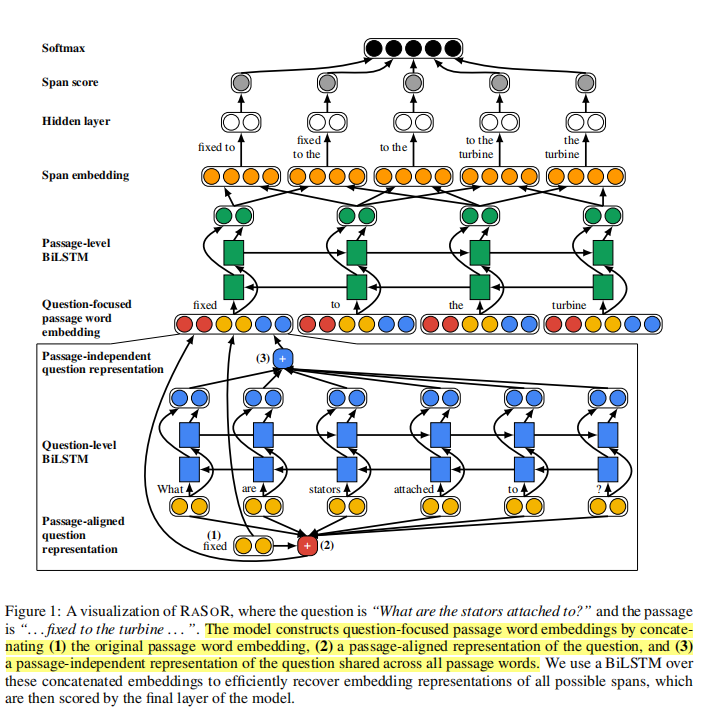 Softmax
Span score
Hidden layer
fixed to
fixed
to the
to the
to the
turbine
the
turbine
Span embedding
Passage-level
BiLSTM
Question-focused
passage word
embedding
fixed
to
the
turbine
Passage-independent
question representation
(3)
+
Question-level
BiLSTM
What
are
stators
attached
to
?
Passage-aligned
question
representation
(1)
fixed
+
(2)
Figure 1: A visualization of RASOR, where the question is “What are the stators attached to?” and the passage
is “. . . fixed to the turbine . . . ”. The model constructs question-focused passage word embeddings by concate-
nating (1) the original passage word embedding, (2) a passage-aligned representation of the question, and (3)
a passage-independent representation of the question shared across all passage words. We use a BiLSTM over
these concatenated embeddings to efficiently recover embedding representations of all possible spans, which
are then scored by the final layer of the model.